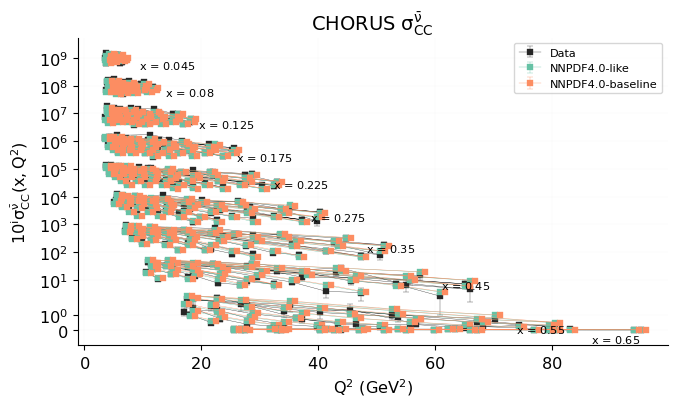 CHORUS σ^ν̄_CC
Data
NNPDF4.0-like
NNPDF4.0-baseline
10^iσ^ν̄_CC(x, Q²)
10⁹
10⁸
10⁷
10⁶
10⁵
10⁴
10³
10²
10¹
10⁰
0
x = 0.045
x = 0.08
x = 0.125
x = 0.175
x = 0.225
x = 0.275
x = 0.35
x = 0.45
x = 0.55
x = 0.65
0 20 40 60 80
Q² (GeV²)